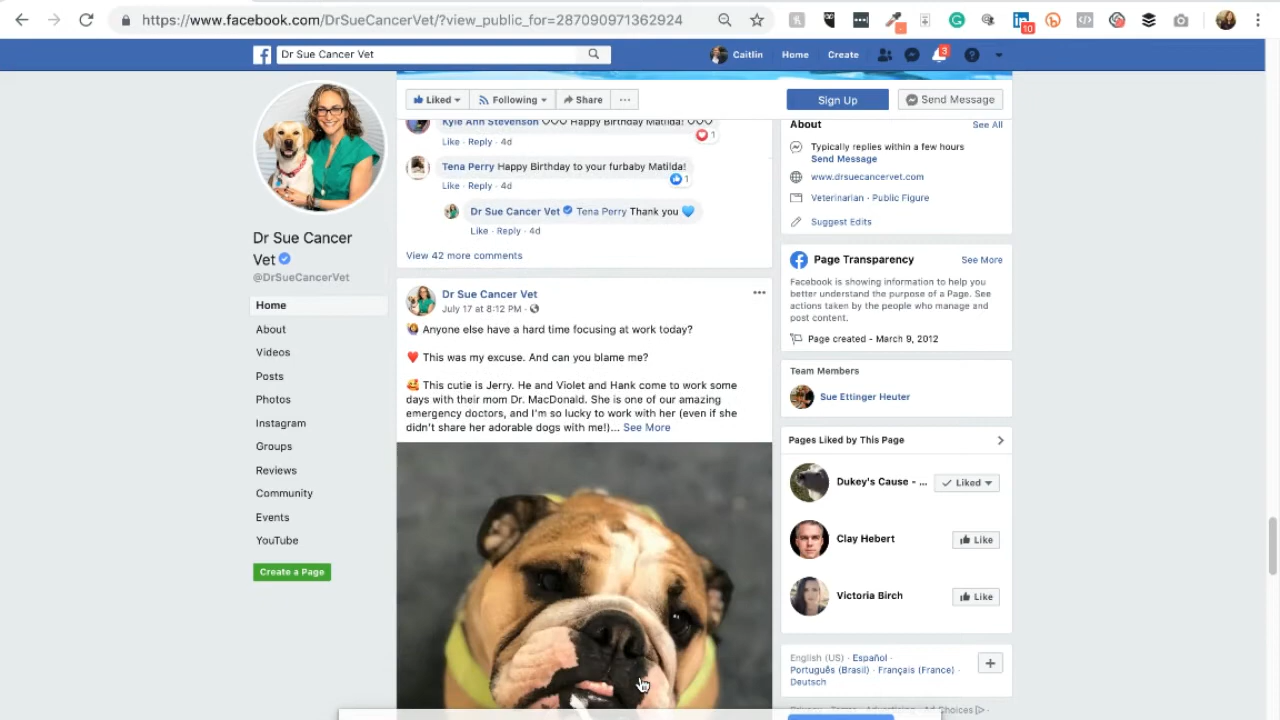 https://www.facebook.com/DrSueCancerVet/?view_public_for=287090971362924
10
Dr Sue Cancer Vet
Caitlin
Home
Create
3
Liked
Following
Share
Sign Up
Send Message
Dr Sue Cancer
Vet
@DrSueCancerVet
Home
About
Videos
Posts
Photos
Instagram
Groups
Reviews
Community
Events
YouTube
Create a Page
Kyle Ann Stevenson OOO Happy Birthday Matilda! OOO
1
Like · Reply · 4d
Tena Perry Happy Birthday to your furbaby Matilda!
1
Like · Reply · 4d
Dr Sue Cancer Vet Tena Perry Thank you 💙
Like · Reply · 4d
View 42 more comments
Dr Sue Cancer Vet
July 17 at 8:12 PM ·
Anyone else have a hard time focusing at work today?
❤️ This was my excuse. And can you blame me?
🥰 This cutie is Jerry. He and Violet and Hank come to work some
days with their mom Dr. MacDonald. She is one of our amazing
emergency doctors, and I'm so lucky to work with her (even if she
didn't share her adorable dogs with me!)... See More
About
See All
Typically replies within a few hours
Send Message
www.drsuecancervet.com
Veterinarian · Public Figure
Suggest Edits
Page Transparency
See More
Facebook is showing information to help you
better understand the purpose of a Page. See
actions taken by the people who manage and
post content.
Page created - March 9, 2012
Team Members
Sue Ettinger Heuter
Pages Liked by This Page
Dukey's Cause - ...
Liked
Clay Hebert
Like
Victoria Birch
Like
English (US) · Español ·
Português (Brasil) · Français (France) ·
Deutsch
Privacy · Terms · Advertising · Ad Choices